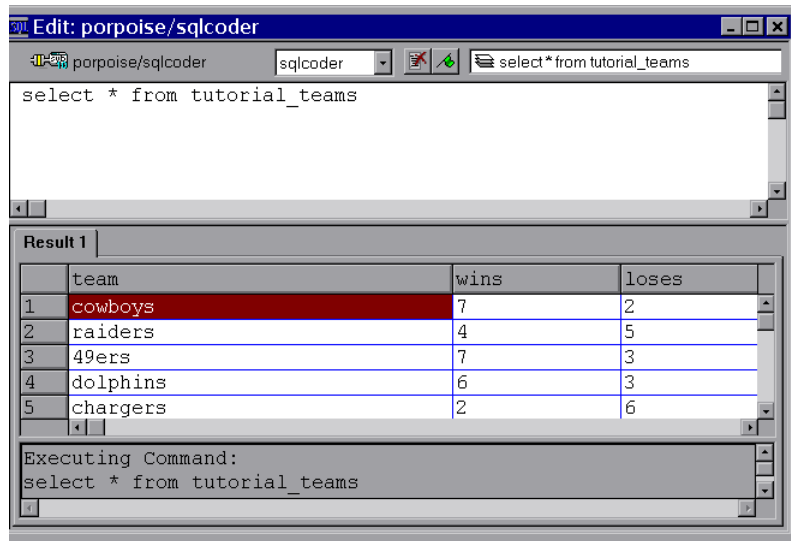 SQL Edit: porpoise/sqlcoder
porpoise/sqlcoder sqlcoder select * from tutorial_teams
select * from tutorial_teams
Result 1
team wins loses
1 cowboys 7 2
2 raiders 4 5
3 49ers 7 3
4 dolphins 6 3
5 chargers 2 6
Executing Command:
select * from tutorial_teams